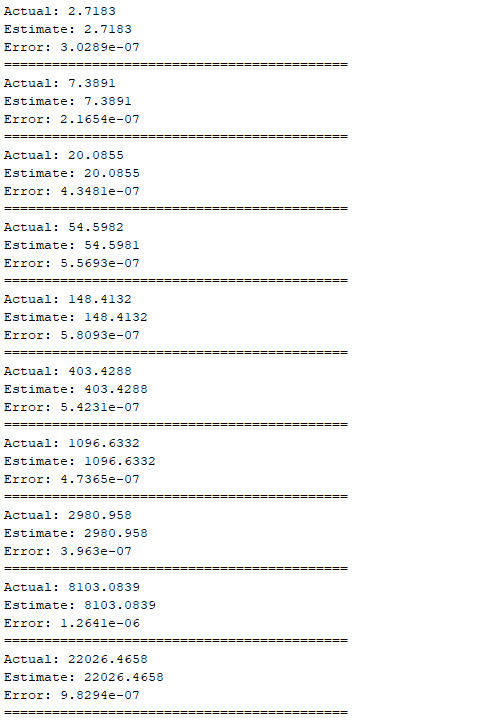 Actual: 2.7183
Estimate: 2.7183
Error: 3.0289e-07
===========================================
Actual: 7.3891
Estimate: 7.3891
Error: 2.1654e-07
===========================================
Actual: 20.0855
Estimate: 20.0855
Error: 4.3481e-07
===========================================
Actual: 54.5982
Estimate: 54.5981
Error: 5.5693e-07
===========================================
Actual: 148.4132
Estimate: 148.4132
Error: 5.8093e-07
===========================================
Actual: 403.4288
Estimate: 403.4288
Error: 5.4231e-07
===========================================
Actual: 1096.6332
Estimate: 1096.6332
Error: 4.7365e-07
===========================================
Actual: 2980.958
Estimate: 2980.958
Error: 3.963e-07
===========================================
Actual: 8103.0839
Estimate: 8103.0839
Error: 1.2641e-06
===========================================
Actual: 22026.4658
Estimate: 22026.4658
Error: 9.8294e-07
===========================================